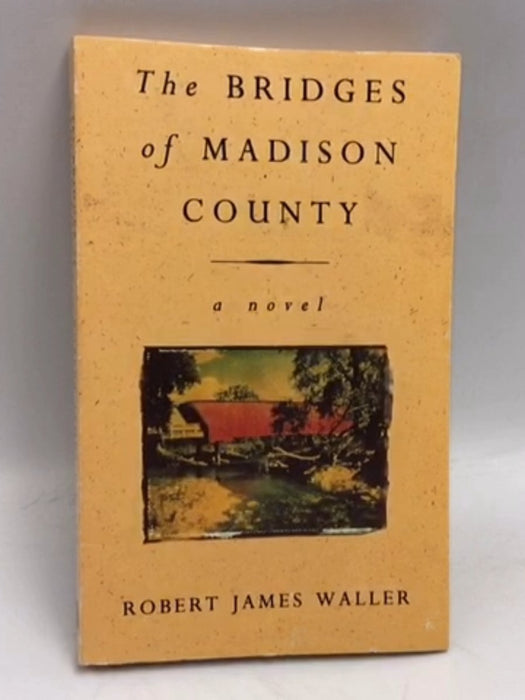 The BRIDGES
of MADISON
COUNTY
a novel
ROBERT JAMES WALLER